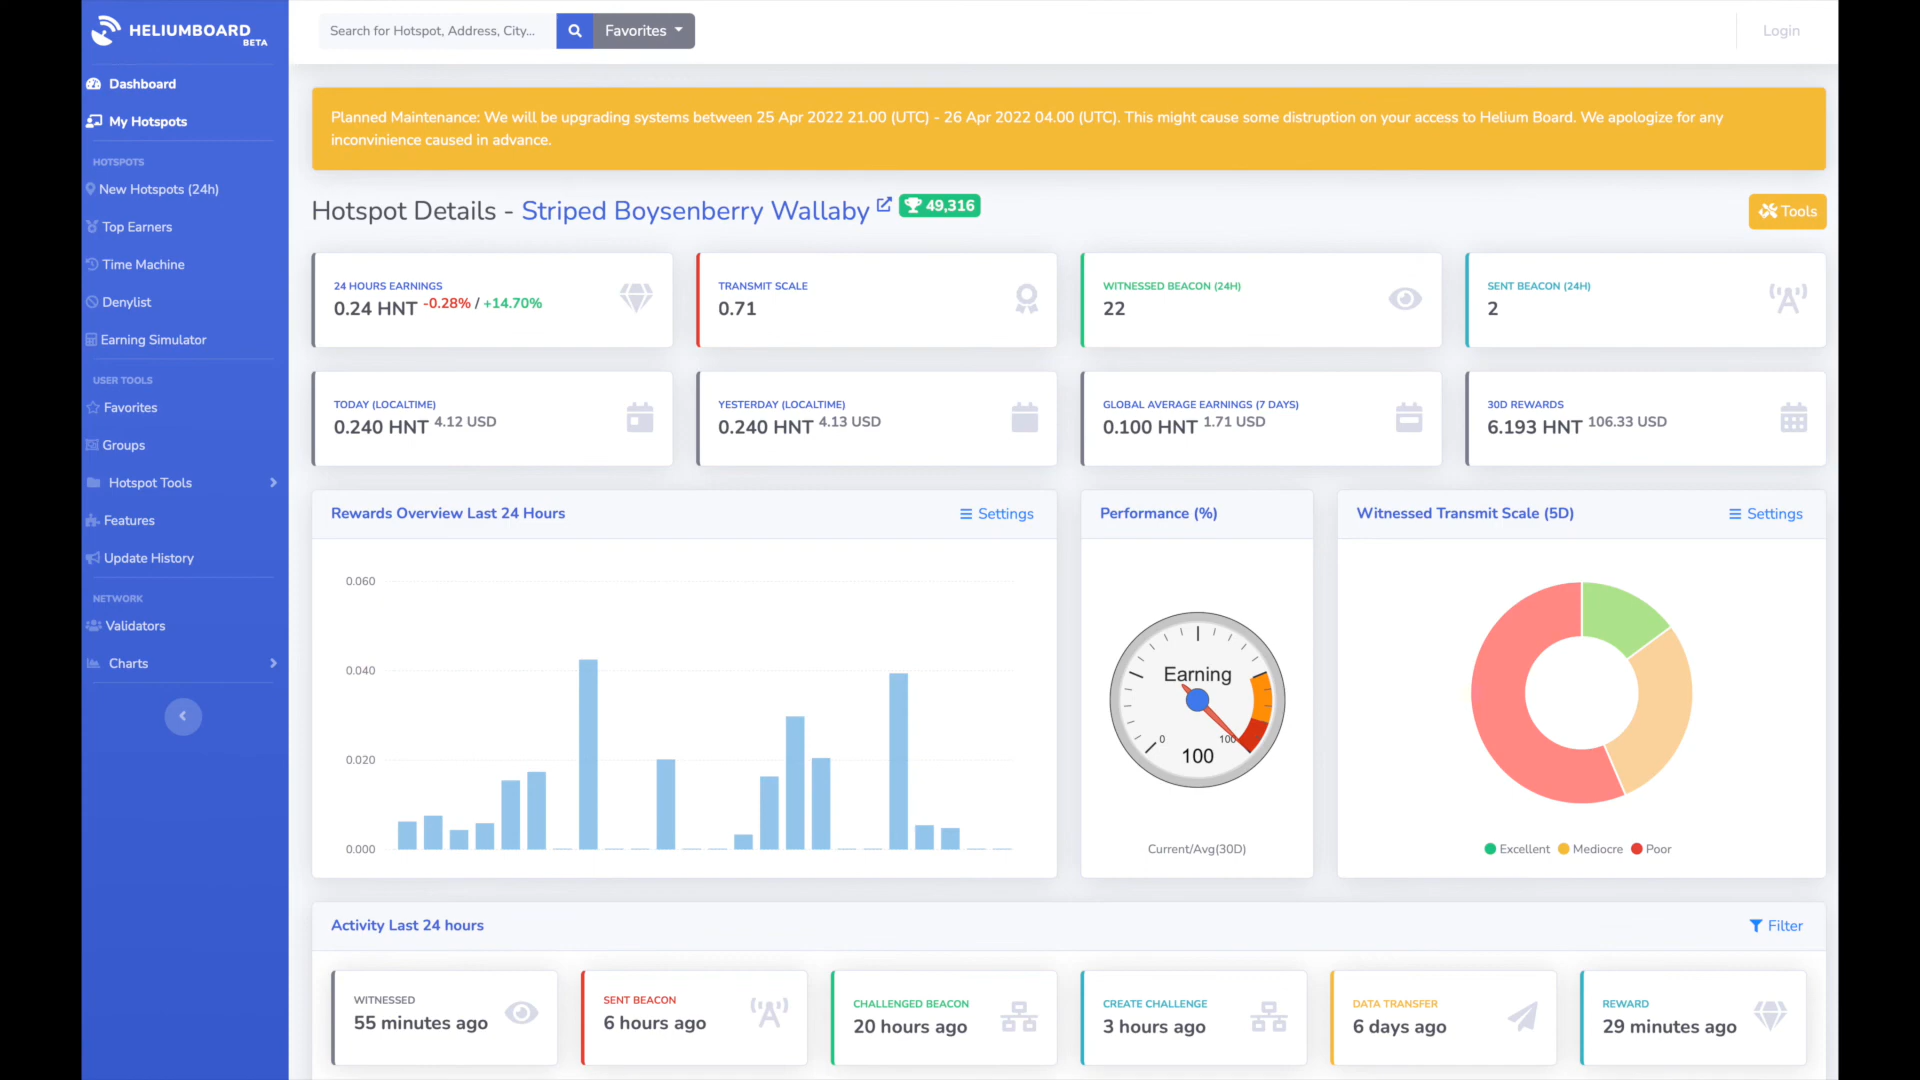 HELIUMBOARD
BETA
Search for Hotspot, Address, City...
Favorites
Login
Dashboard
My Hotspots
HOTSPOTS
New Hotspots (24h)
Top Earners
Time Machine
Denylist
Earning Simulator
USER TOOLS
Favorites
Groups
Hotspot Tools
Features
Update History
NETWORK
Validators
Charts
Planned Maintenance: We will be upgrading systems between 25 Apr 2022 21.00 (UTC) - 26 Apr 2022 04.00 (UTC). This might cause some distruption on your access to Helium Board. We apologize for any
inconvinience caused in advance.
Hotspot Details - Striped Boysenberry Wallaby 49,316
Tools
24 HOURS EARNINGS
0.24 HNT -0.28% / +14.70%
TRANSMIT SCALE
0.71
WITNESSED BEACON (24H)
22
SENT BEACON (24H)
2
TODAY (LOCALTIME)
0.240 HNT 4.12 USD
YESTERDAY (LOCALTIME)
0.240 HNT 4.13 USD
GLOBAL AVERAGE EARNINGS (7 DAYS)
0.100 HNT 1.71 USD
30D REWARDS
6.193 HNT 106.33 USD
Rewards Overview Last 24 Hours
Settings
0.060
0.040
0.020
0.000
Performance (%)
Earning
0
100
100
Current/Avg(30D)
Witnessed Transmit Scale (5D)
Settings
Excellent Mediocre Poor
Activity Last 24 hours
Filter
WITNESSED
55 minutes ago
SENT BEACON
6 hours ago
CHALLENGED BEACON
20 hours ago
CREATE CHALLENGE
3 hours ago
DATA TRANSFER
6 days ago
REWARD
29 minutes ago